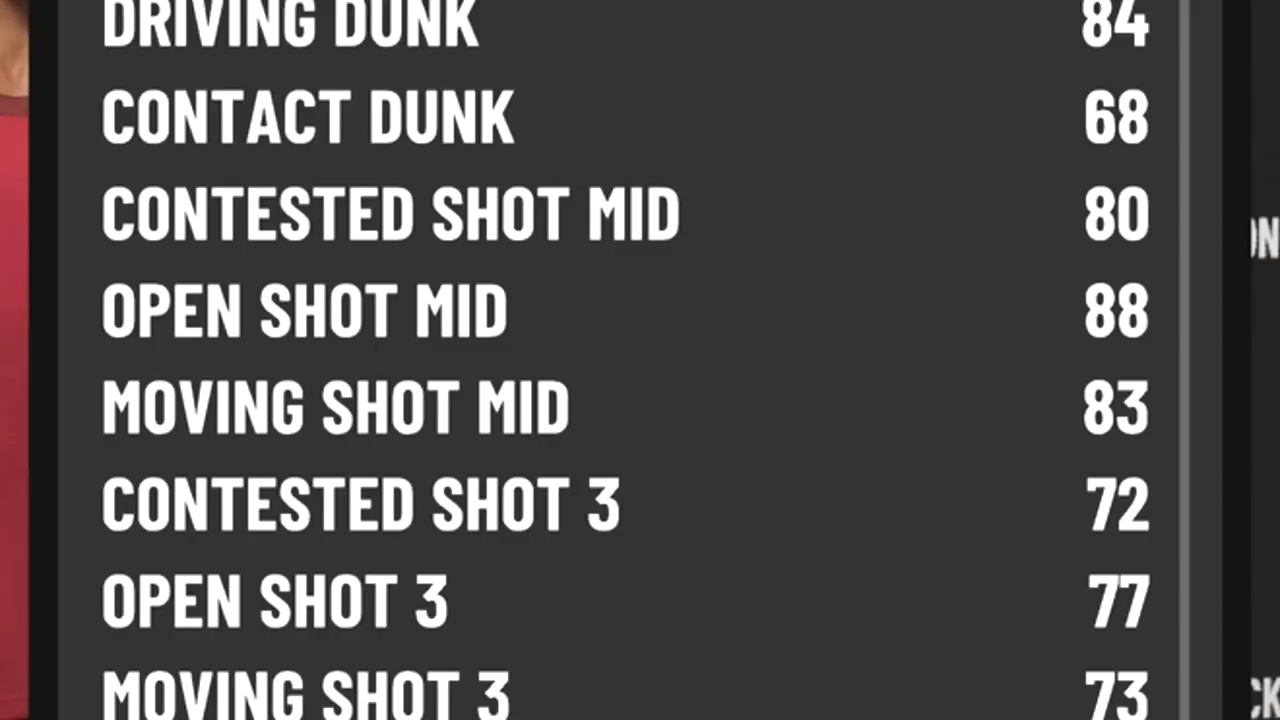 DRIVING DUNK 84
CONTACT DUNK 68
CONTESTED SHOT MID 80
OPEN SHOT MID 88
MOVING SHOT MID 83
CONTESTED SHOT 3 72
OPEN SHOT 3 77
MOVING SHOT 3 73